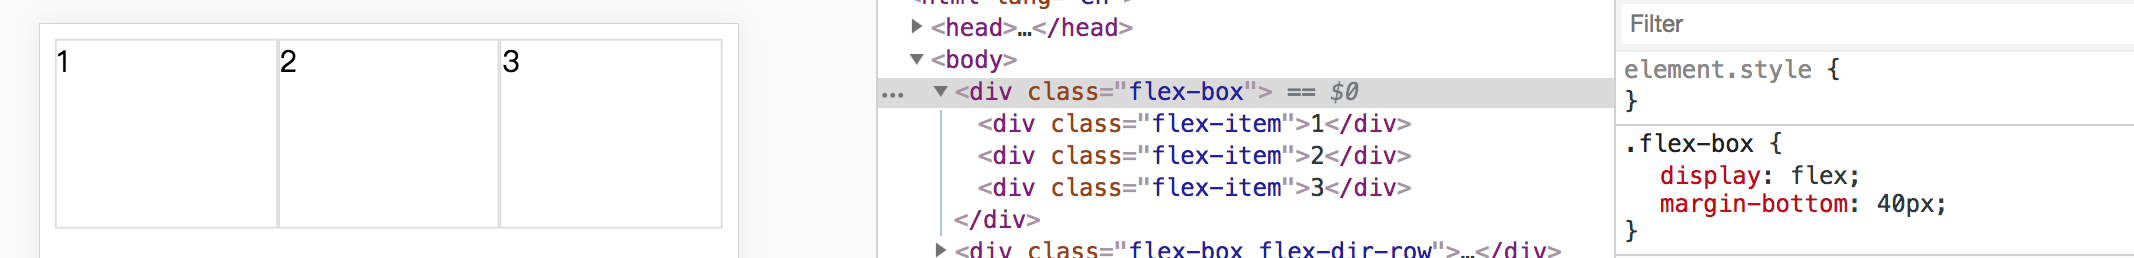 1
2
3
<html lang="en">
<head>…</head>
<body>
… <div class="flex-box"> == $0
<div class="flex-item">1</div>
<div class="flex-item">2</div>
<div class="flex-item">3</div>
</div>
<div class="flex-box flex-dir-row">…</div>
Filter
element.style {
}
.flex-box {
display: flex;
margin-bottom: 40px;
}